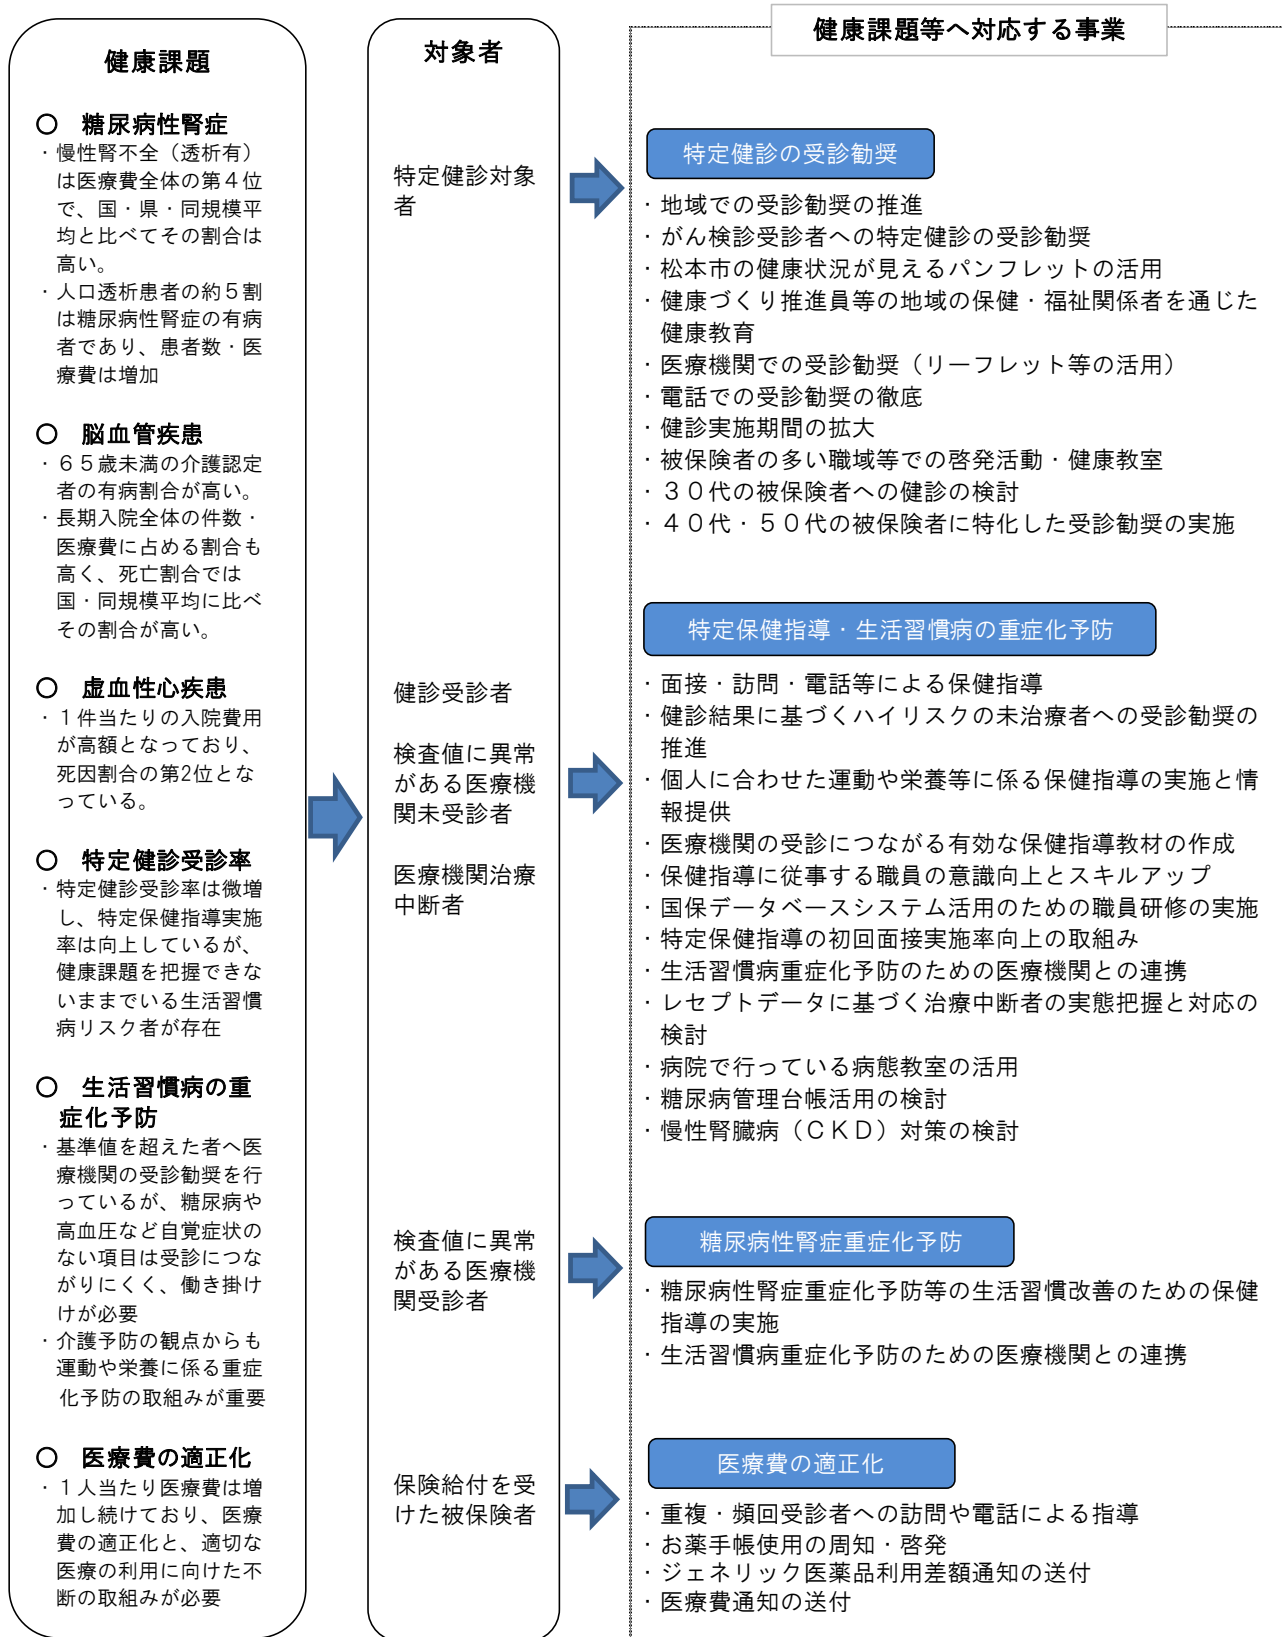 健康課題
〇　糖尿病性腎症
・慢性腎不全（透析有）
は医療費全体の第４位
で、国・県・同規模平
均と比べてその割合は
高い。
・人口透析患者の約５割
は糖尿病性腎症の有病
者であり、患者数・医
療費は増加
〇　脳血管疾患
・６５歳未満の介護認定
者の有病割合が高い。
・長期入院全体の件数・
医療費に占める割合も
高く、死亡割合では
国・同規模平均に比べ
その割合が高い。
〇　虚血性心疾患
・１件当たりの入院費用
が高額となっており、
死因割合の第2位とな
っている。
〇　特定健診受診率
・特定健診受診率は微増
し、特定保健指導実施
率は向上しているが、
健康課題を把握できな
いままでいる生活習慣
病リスク者が存在
〇　生活習慣病の重
症化予防
・基準値を超えた者へ医
療機関の受診勧奨を行
っているが、糖尿病や
高血圧など自覚症状の
ない項目は受診につな
がりにくく、働き掛け
けが必要
・介護予防の観点からも
運動や栄養に係る重症
化予防の取組みが重要
〇　医療費の適正化
・１人当たり医療費は増
加し続けており、医療
費の適正化と、適切な
医療の利用に向けた不
断の取組みが必要
対象者
特定健診対象
者
健診受診者
検査値に異常
がある医療機
関未受診者
医療機関治療
中断者
検査値に異常
がある医療機
関受診者
保険給付を受
けた被保険者
健康課題等へ対応する事業
特定健診の受診勧奨
・地域での受診勧奨の推進
・がん検診受診者への特定健診の受診勧奨
・松本市の健康状況が見えるパンフレットの活用
・健康づくり推進員等の地域の保健・福祉関係者を通じた
健康教育
・医療機関での受診勧奨（リーフレット等の活用）
・電話での受診勧奨の徹底
・健診実施期間の拡大
・被保険者の多い職域等での啓発活動・健康教室
・３０代の被保険者への健診の検討
・４０代・５０代の被保険者に特化した受診勧奨の実施
特定保健指導・生活習慣病の重症化予防
・面接・訪問・電話等による保健指導
・健診結果に基づくハイリスクの未治療者への受診勧奨の
推進
・個人に合わせた運動や栄養等に係る保健指導の実施と情
報提供
・医療機関の受診につながる有効な保健指導教材の作成
・保健指導に従事する職員の意識向上とスキルアップ
・国保データベースシステム活用のための職員研修の実施
・特定保健指導の初回面接実施率向上の取組み
・生活習慣病重症化予防のための医療機関との連携
・レセプトデータに基づく治療中断者の実態把握と対応の
検討
・病院で行っている病態教室の活用
・糖尿病管理台帳活用の検討
・慢性腎臓病（ＣＫＤ）対策の検討
糖尿病性腎症重症化予防
・糖尿病性腎症重症化予防等の生活習慣改善のための保健
指導の実施
・生活習慣病重症化予防のための医療機関との連携
医療費の適正化
・重複・頻回受診者への訪問や電話による指導
・お薬手帳使用の周知・啓発
・ジェネリック医薬品利用差額通知の送付
・医療費通知の送付